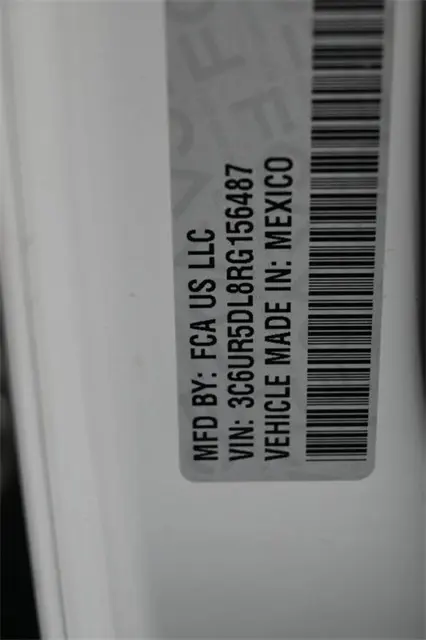 MFD BY: FCA US LLC
VIN: 3C6UR5DL8RG156487
VEHICLE MADE IN: MEXICO